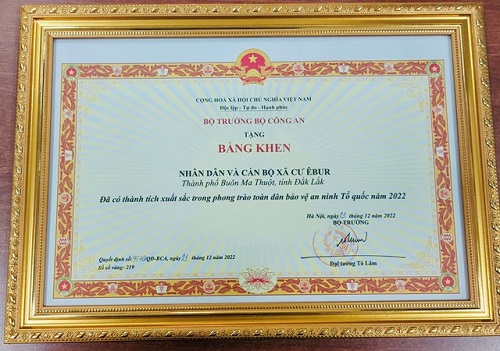 CỘNG HOÀ XÃ HỘI CHỦ NGHĨA VIỆT NAM
Độc lập - Tự do - Hạnh phúc
BỘ TRƯỞNG BỘ CÔNG AN
TẶNG
BẰNG KHEN
NHÂN DÂN VÀ CÁN BỘ XÃ CƯ ÊBUR
Thành phố Buôn Ma Thuột, tỉnh Đắk Lắk
Đã có thành tích xuất sắc trong phong trào toàn dân bảo vệ an ninh Tổ quốc năm 2022
Hà Nội, ngày 21 tháng 12 năm 2022
BỘ TRƯỞNG
Đại tướng Tô Lâm
Quyết định số: /QĐ-BCA, ngày 21 tháng 12 năm 2022
Số sổ vàng: 219